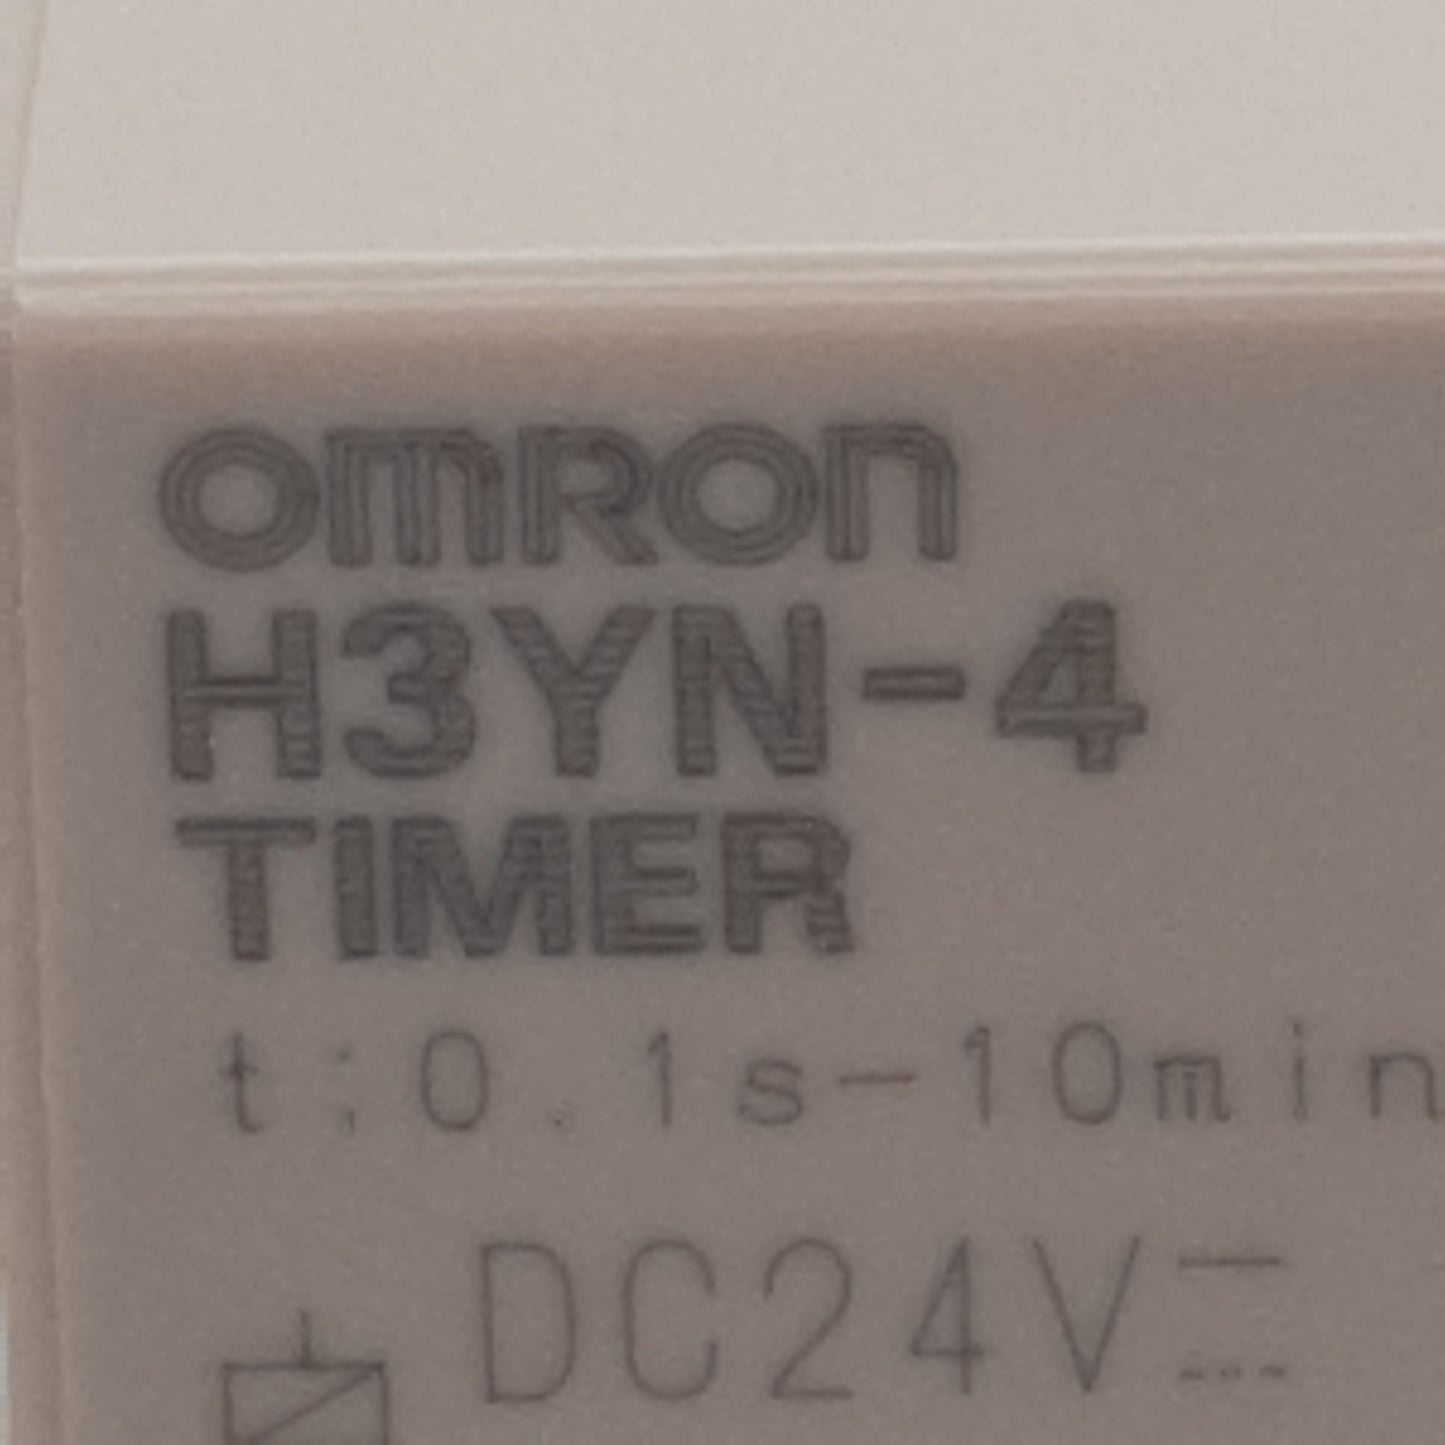 omron
H3YN-4
TIMER
t:0.1s-10min
DC24V⎓